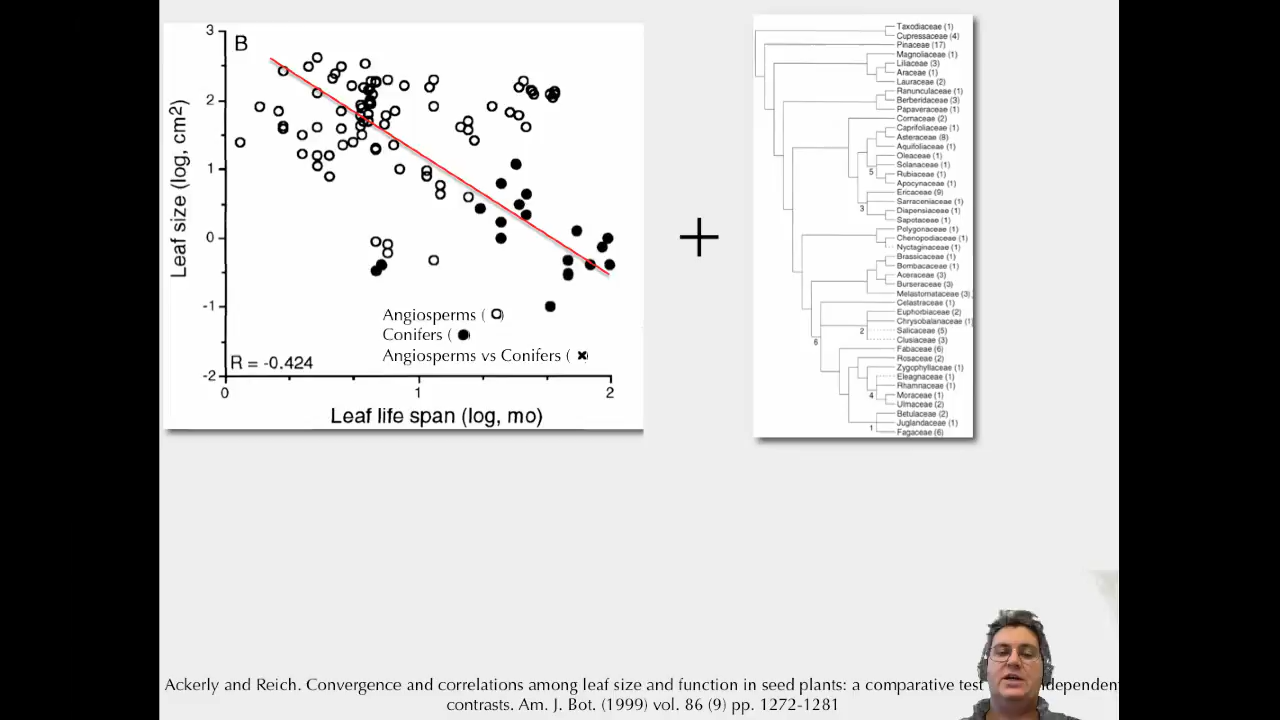 B
3
2
1
0
-1
-2
Leaf size (log, cm2)
Angiosperms ( )
Conifers ( )
Angiosperms vs Conifers ( )
R = -0.424
0 1 2
Leaf life span (log, mo)
+
Taxodiaceae (1)
Cupressaceae (4)
Pinaceae (17)
Magnoliaceae (1)
Liliaceae (3)
Araceae (1)
Lauraceae (2)
Ranunculaceae (1)
Berberidaceae (3)
Papaveraceae (1)
Cornaceae (2)
Caprifoliaceae (1)
Asteraceae (8)
Aquifoliaceae (1)
Oleaceae (1)
Solanaceae (1)
5
Rubiaceae (1)
Apocynaceae (1)
Ericaceae (9)
Sarraceniaceae (1)
3
Diapensiaceae (1)
Sapotaceae (1)
Polygonaceae (1)
Chenopodiaceae (1)
Nyctaginaceae (1)
Brassicaceae (1)
Bombacaceae (1)
Aceraceae (3)
Burseraceae (3)
Melastomataceae (3)
Celastraceae (1)
Euphorbiaceae (2)
Chrysobalanaceae (1)
2
Salicaceae (5)
Clusiaceae (3)
6
Fabaceae (6)
Rosaceae (2)
Zygophyllaceae (1)
Eleagnaceae (1)
Rhamnaceae (1)
4
Moraceae (1)
Ulmaceae (2)
Betulaceae (2)
Juglandaceae (1)
1
Fagaceae (6)
Ackerly and Reich. Convergence and correlations among leaf size and function in seed plants: a comparative test dependen
contrasts. Am. J. Bot. (1999) vol. 86 (9) pp. 1272-1281